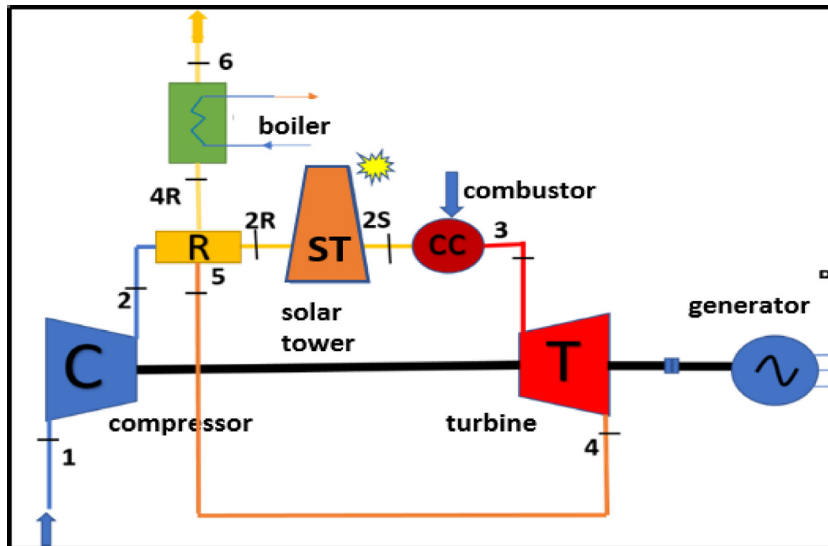 6
boiler
4R
combustor
2R
2S
3
R
ST
CC
5
2
solar
tower
generator
C
T
compressor
turbine
4
1